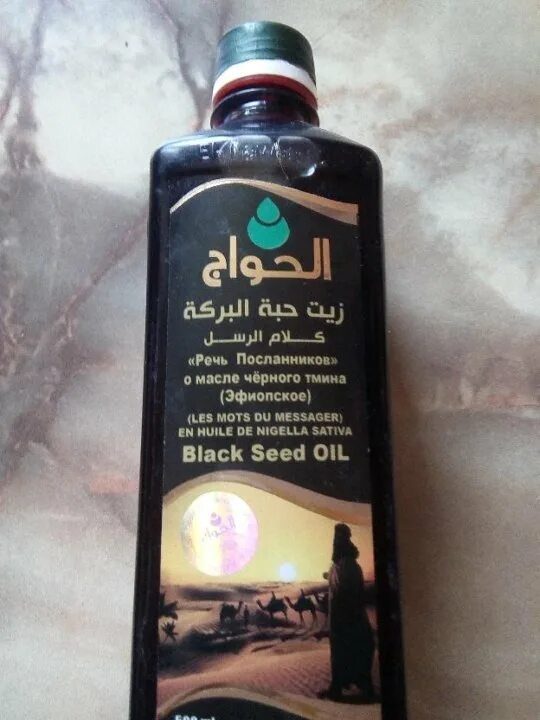 الحواج
زيت حبة البركة
كلام الرسل
«Речь Посланников»
о масле чёрного тмина
(Эфиопское)
(LES MOTS DU MESSAGER)
EN HUILE DE NIGELLA SATIVA
Black Seed OIL
الحواج